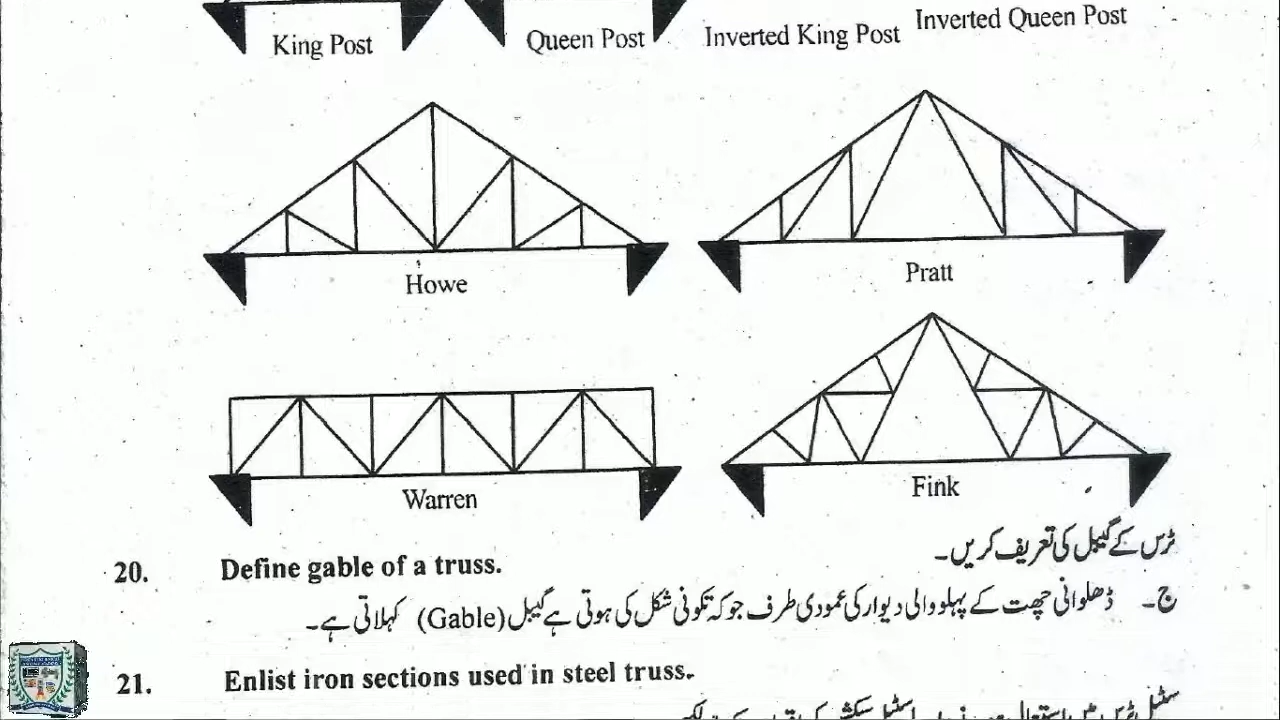 King Post
Queen Post
Inverted King Post
Inverted Queen Post
Howe
Pratt
Warren
Fink
ٹرس کے گیبل کی تعریف کریں۔
20. Define gable of a truss.
ج۔ ڈھلوانی چھت کے پہلو والی دیوار کی عمودی طرف جو کہ تکونی شکل کی ہوتی ہے گیبل (Gable) کہلاتی ہے۔
21. Enlist iron sections used in steel truss.